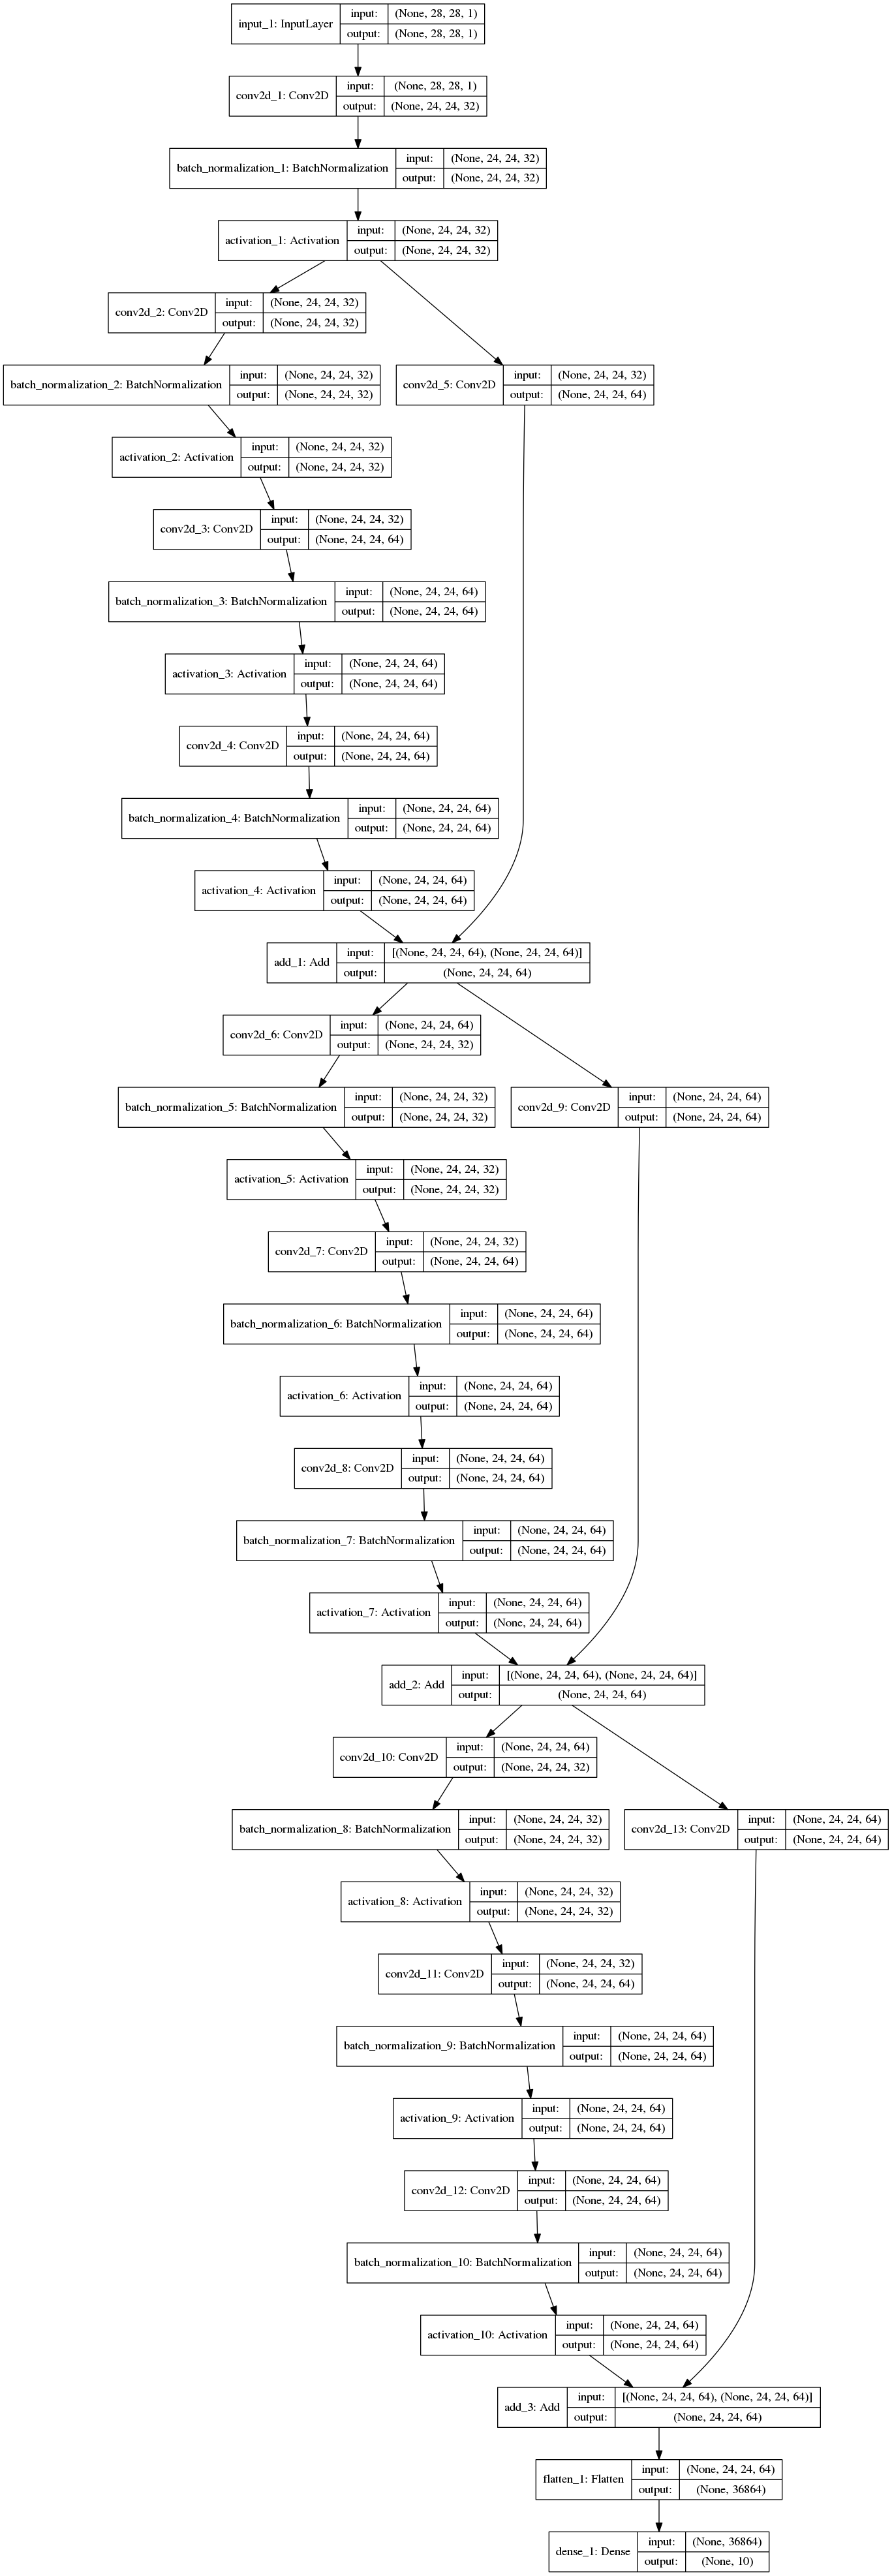 input_1: InputLayer
input: (None, 28, 28, 1)
output: (None, 28, 28, 1)
conv2d_1: Conv2D
input: (None, 28, 28, 1)
output: (None, 24, 24, 32)
batch_normalization_1: BatchNormalization
input: (None, 24, 24, 32)
output: (None, 24, 24, 32)
activation_1: Activation
input: (None, 24, 24, 32)
output: (None, 24, 24, 32)
conv2d_2: Conv2D
input: (None, 24, 24, 32)
output: (None, 24, 24, 32)
batch_normalization_2: BatchNormalization
input: (None, 24, 24, 32)
output: (None, 24, 24, 32)
conv2d_5: Conv2D
input: (None, 24, 24, 32)
output: (None, 24, 24, 64)
activation_2: Activation
input: (None, 24, 24, 32)
output: (None, 24, 24, 32)
conv2d_3: Conv2D
input: (None, 24, 24, 32)
output: (None, 24, 24, 64)
batch_normalization_3: BatchNormalization
input: (None, 24, 24, 64)
output: (None, 24, 24, 64)
activation_3: Activation
input: (None, 24, 24, 64)
output: (None, 24, 24, 64)
conv2d_4: Conv2D
input: (None, 24, 24, 64)
output: (None, 24, 24, 64)
batch_normalization_4: BatchNormalization
input: (None, 24, 24, 64)
output: (None, 24, 24, 64)
activation_4: Activation
input: (None, 24, 24, 64)
output: (None, 24, 24, 64)
add_1: Add
input: [(None, 24, 24, 64), (None, 24, 24, 64)]
output: (None, 24, 24, 64)
conv2d_6: Conv2D
input: (None, 24, 24, 64)
output: (None, 24, 24, 32)
batch_normalization_5: BatchNormalization
input: (None, 24, 24, 32)
output: (None, 24, 24, 32)
conv2d_9: Conv2D
input: (None, 24, 24, 64)
output: (None, 24, 24, 64)
activation_5: Activation
input: (None, 24, 24, 32)
output: (None, 24, 24, 32)
conv2d_7: Conv2D
input: (None, 24, 24, 32)
output: (None, 24, 24, 64)
batch_normalization_6: BatchNormalization
input: (None, 24, 24, 64)
output: (None, 24, 24, 64)
activation_6: Activation
input: (None, 24, 24, 64)
output: (None, 24, 24, 64)
conv2d_8: Conv2D
input: (None, 24, 24, 64)
output: (None, 24, 24, 64)
batch_normalization_7: BatchNormalization
input: (None, 24, 24, 64)
output: (None, 24, 24, 64)
activation_7: Activation
input: (None, 24, 24, 64)
output: (None, 24, 24, 64)
add_2: Add
input: [(None, 24, 24, 64), (None, 24, 24, 64)]
output: (None, 24, 24, 64)
conv2d_10: Conv2D
input: (None, 24, 24, 64)
output: (None, 24, 24, 32)
batch_normalization_8: BatchNormalization
input: (None, 24, 24, 32)
output: (None, 24, 24, 32)
conv2d_13: Conv2D
input: (None, 24, 24, 64)
output: (None, 24, 24, 64)
activation_8: Activation
input: (None, 24, 24, 32)
output: (None, 24, 24, 32)
conv2d_11: Conv2D
input: (None, 24, 24, 32)
output: (None, 24, 24, 64)
batch_normalization_9: BatchNormalization
input: (None, 24, 24, 64)
output: (None, 24, 24, 64)
activation_9: Activation
input: (None, 24, 24, 64)
output: (None, 24, 24, 64)
conv2d_12: Conv2D
input: (None, 24, 24, 64)
output: (None, 24, 24, 64)
batch_normalization_10: BatchNormalization
input: (None, 24, 24, 64)
output: (None, 24, 24, 64)
activation_10: Activation
input: (None, 24, 24, 64)
output: (None, 24, 24, 64)
add_3: Add
input: [(None, 24, 24, 64), (None, 24, 24, 64)]
output: (None, 24, 24, 64)
flatten_1: Flatten
input: (None, 24, 24, 64)
output: (None, 36864)
dense_1: Dense
input: (None, 36864)
output: (None, 10)